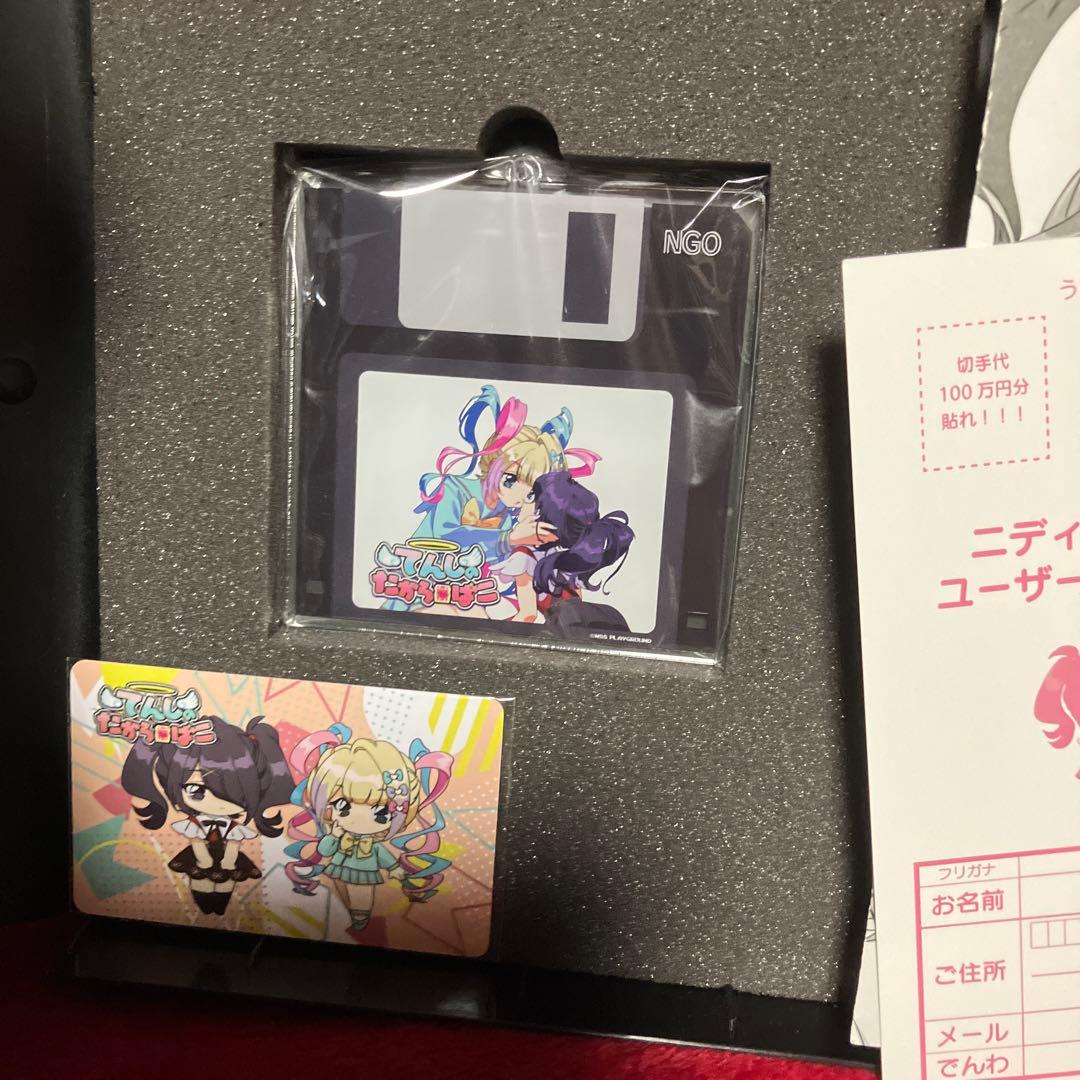 NGO
てんしの
たから ばこ
©WSS PLAYGROUND
てんしの
たから ばこ
う
切手代
100万円分
貼れ！！！
ニディ
ユーザー
フリガナ
お名前
ご住所
メール
でんわ